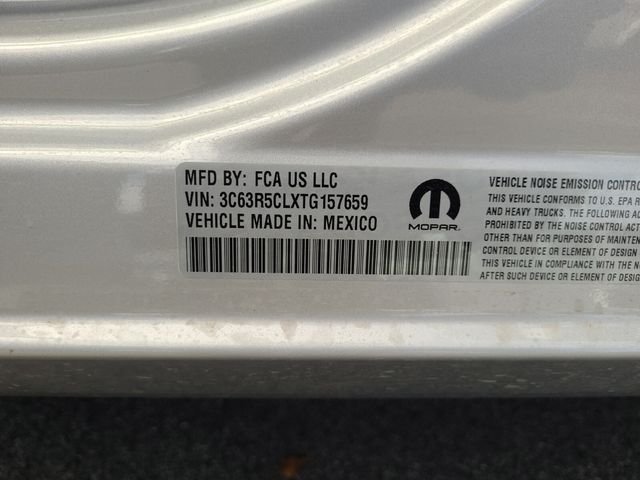 MFD BY: FCA US LLC
VIN: 3C63R5CLXTG157659
VEHICLE MADE IN: MEXICO
MOPAR
VEHICLE NOISE EMISSION CONTRO
THIS VEHICLE CONFORMS TO U.S. EPA R
AND HEAVY TRUCKS. THE FOLLOWING A
PROHIBITED BY THE NOISE CONTROL ACT
OTHER THAN FOR PURPOSES OF MAINTEN
CONTROL DEVICE OR ELEMENT OF DESIGN
THIS VEHICLE IN COMPLIANCE WITH THE N
AFTER SUCH DEVICE OR ELEMENT OF DESIG